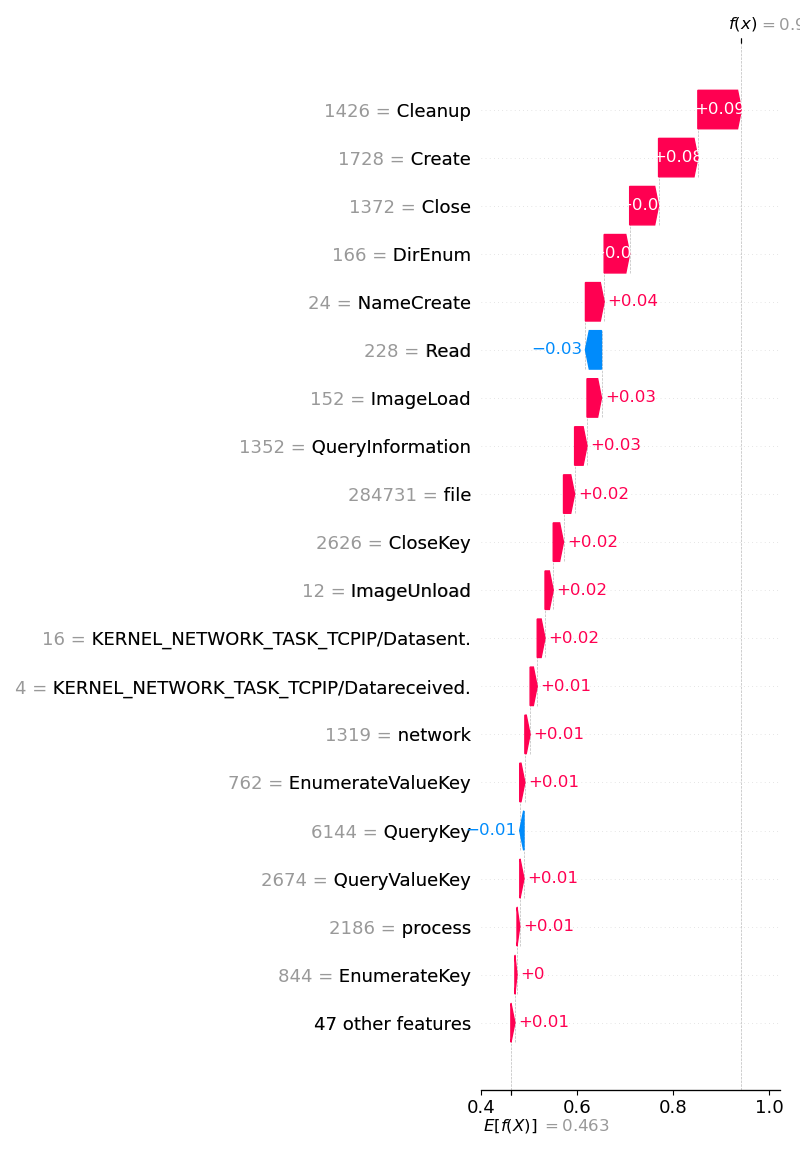 f(x) = 0.9
1426 = Cleanup +0.09
1728 = Create +0.08
1372 = Close
166 = DirEnum
24 = NameCreate +0.04
228 = Read −0.03
152 = ImageLoad +0.03
1352 = QueryInformation +0.03
284731 = file +0.02
2626 = CloseKey +0.02
12 = ImageUnload +0.02
16 = KERNEL_NETWORK_TASK_TCPIP/Datasent. +0.02
4 = KERNEL_NETWORK_TASK_TCPIP/Datareceived. +0.01
1319 = network +0.01
762 = EnumerateValueKey +0.01
6144 = QueryKey −0.01
2674 = QueryValueKey +0.01
2186 = process +0.01
844 = EnumerateKey +0
47 other features +0.01
0.4 0.6 0.8 1.0
E[f(X)] = 0.463